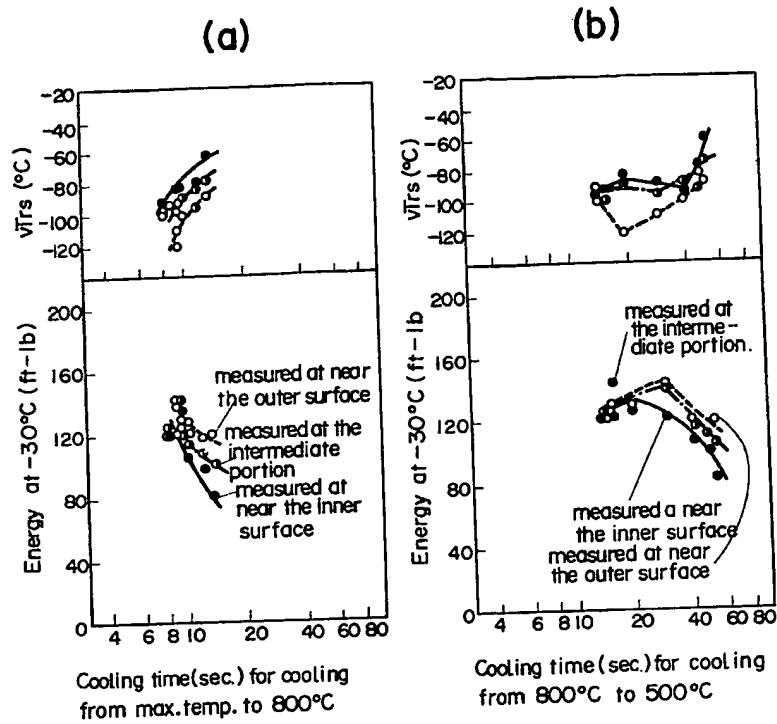 (a)
-20
-40
-60
-80
-100
-120
vTrs (°C)
200
160
120
80
40
0
Energy at -30°C (ft-lb)
measured at near
the outer surface
measured at the
intermediate
portion
measured at
near the inner
surface
4 6 8 10 20 40 60 80
Cooling time(sec.) for cooling
from max.temp. to 800°C
(b)
-20
-40
-60
-80
-100
-120
vTrs (°C)
200
160
120
80
40
0
Energy at -30°C (ft-lb)
measured at
the interme-
diate portion.
measured a near
the inner surface
measured at near
the outer surface
4 6 8 10 20 40 60 80
Cooling time(sec.) for cooling
from 800°C to 500°C